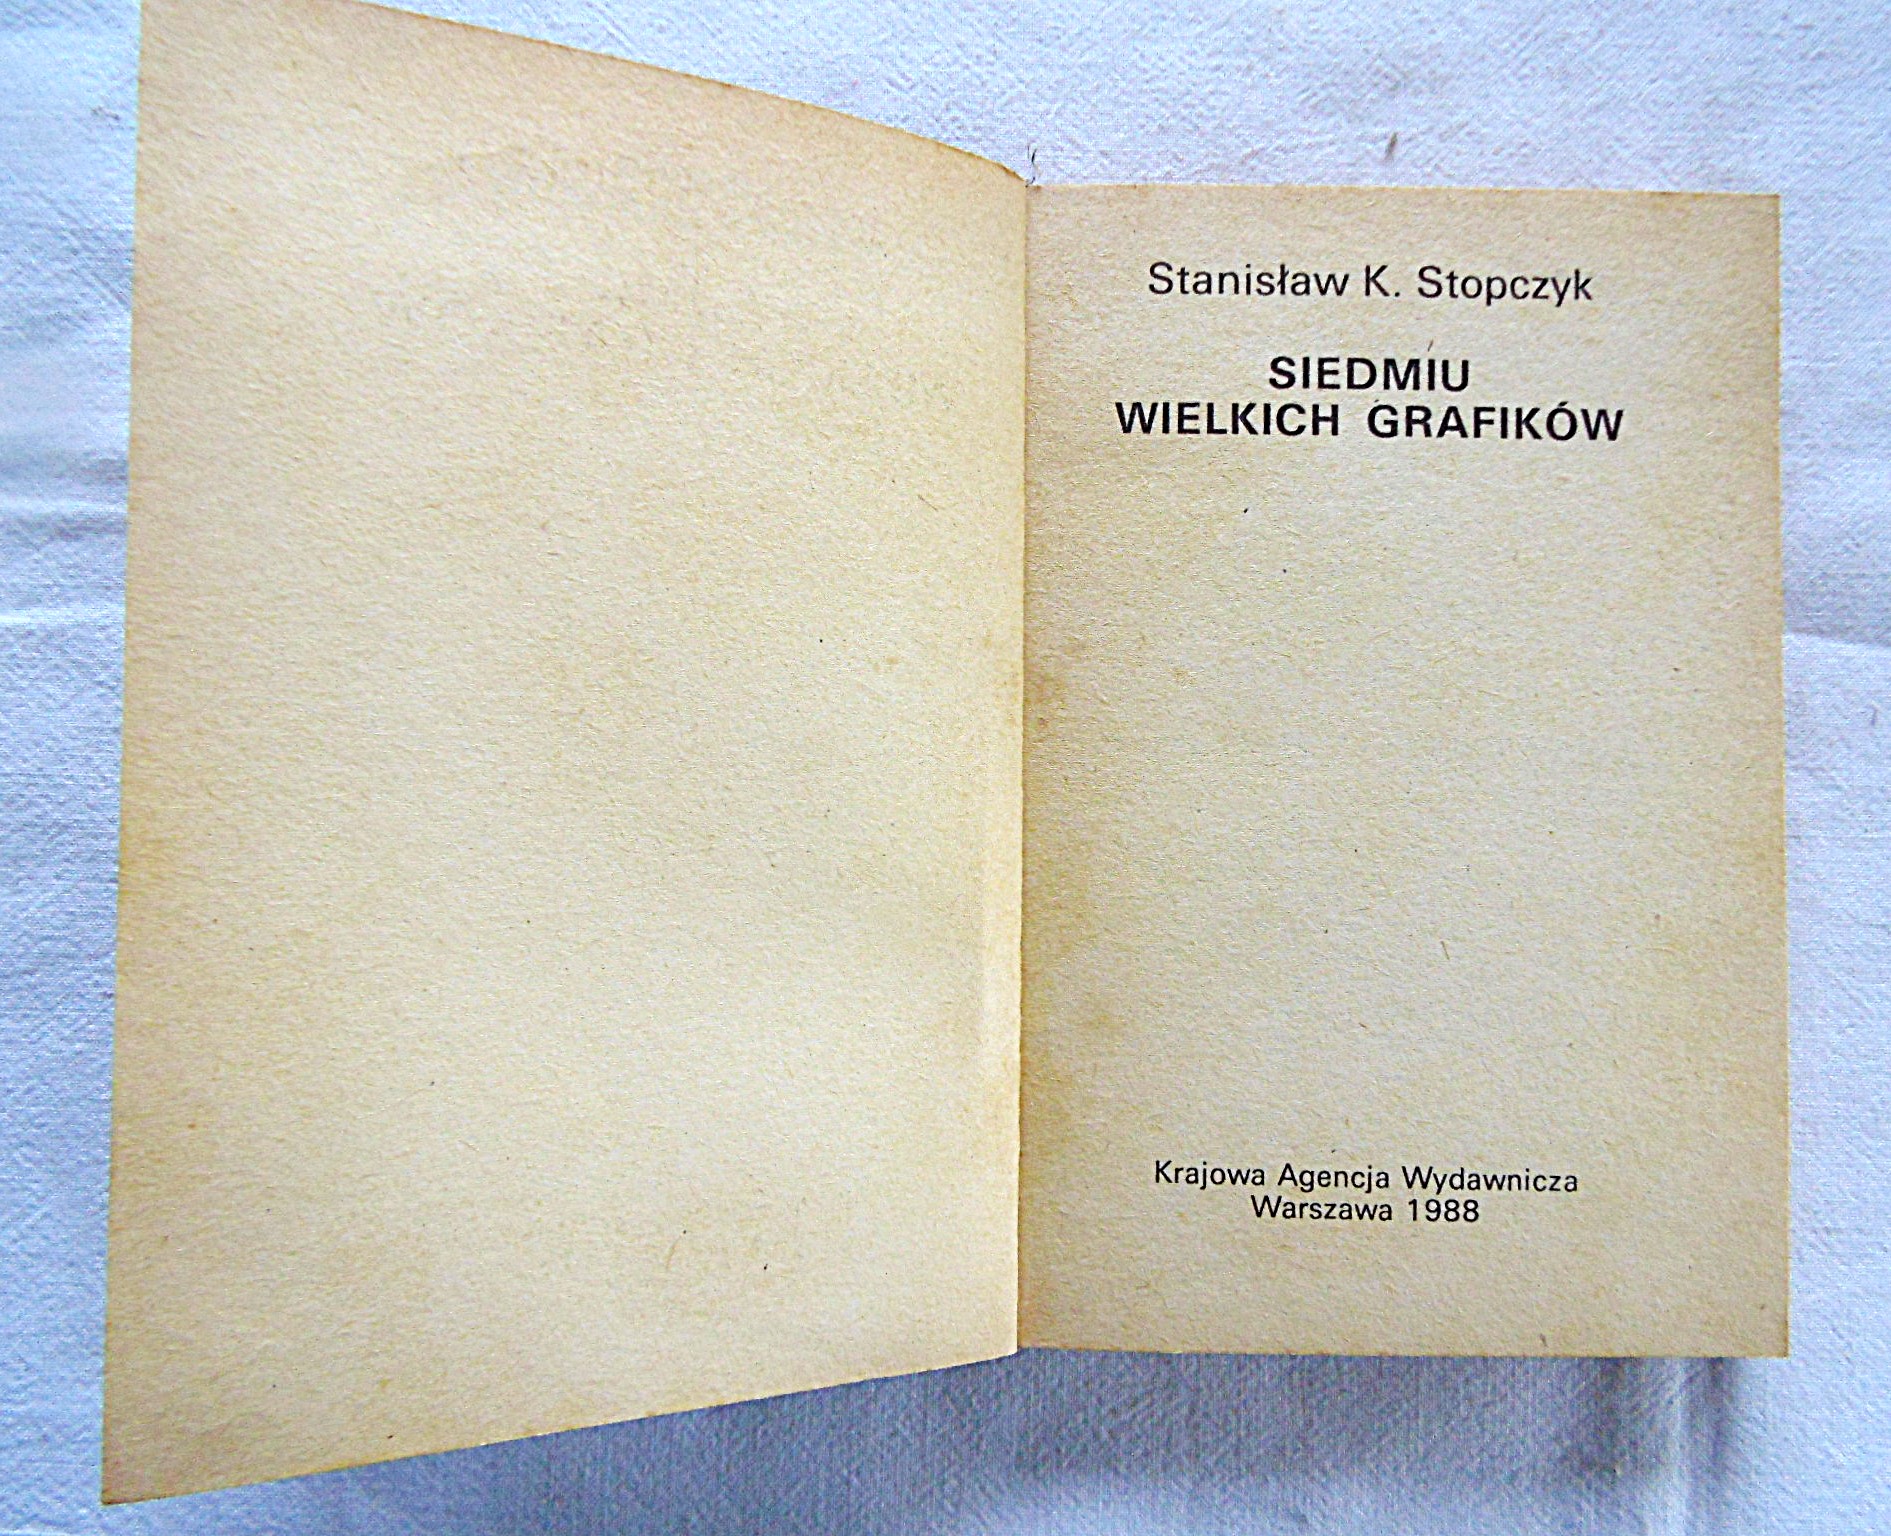 Stanisław K. Stopczyk
SIEDMIU
WIELKICH GRAFIKÓW
Krajowa Agencja Wydawnicza
Warszawa 1988